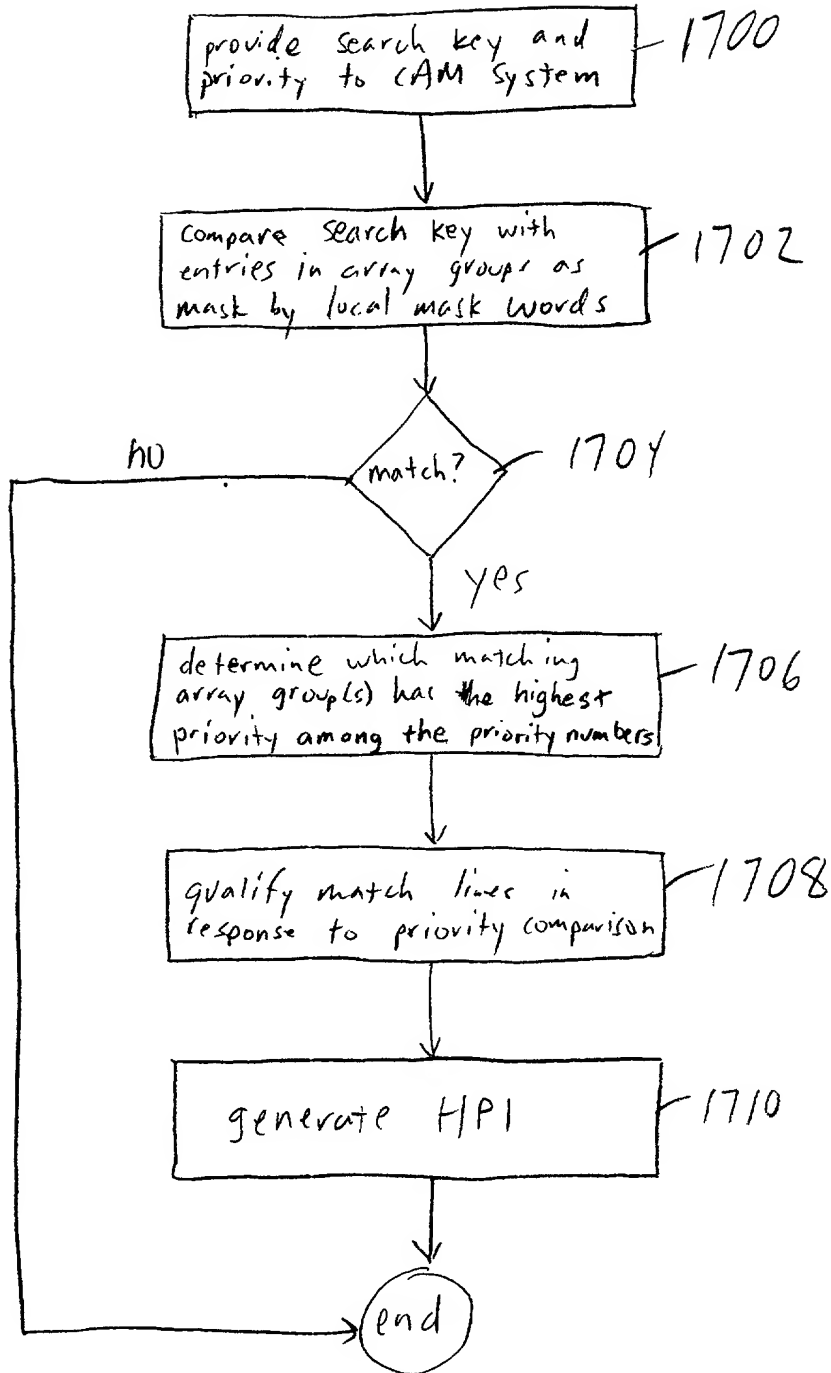 provide search key and
priority to CAM System
1700
compare search key with
entries in array groups as
mask by local mask words
1702
match?
1704
no
yes
determine which matching
array group(s) has the highest
priority among the priority numbers
1706
qualify match lines in
response to priority comparison
1708
generate HPI
1710
end